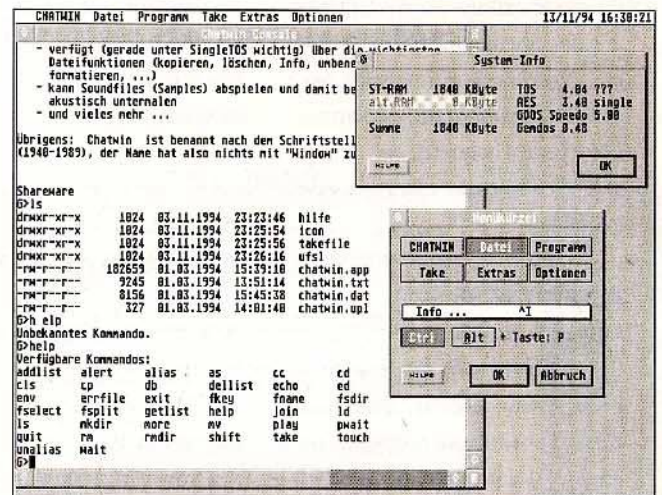 CHATWIN Datei Programm Take Extras Optionen 13/11/94 16:30:21
Chatwin Console
- verfügt (gerade unter SingleTOS wichtig) über die wichtigsten
Dateifunktionen (kopieren, löschen, Info, umbene
formatieren, ...)
- kann Soundfiles (Samples) abspielen und damit be
akustisch unternalen
- und vieles mehr ...
Übrigens: Chatwin ist benannt nach dem Schriftstell
(1940-1989), der Name hat also nichts mit "Window" zu
Shareware
G>ls
drwxr-xr-x 1024 03.11.1994 23:23:46 hilfe
drwxr-xr-x 1024 03.11.1994 23:25:54 icon
drwxr-xr-x 1024 03.11.1994 23:25:56 takefile
drwxr-xr-x 1024 03.11.1994 23:26:16 ufsl
-rw-r--r-- 182659 01.03.1994 15:39:10 chatwin.app
-rw-r--r-- 9245 01.03.1994 13:51:14 chatwin.txt
-rw-r--r-- 8156 01.03.1994 15:45:38 chatwin.dat
-rw-r--r-- 327 01.03.1994 14:01:48 chatwin.upl
G>h elp
Unbekanntes Kommando.
G>help
Verfügbare Kommandos:
addlist alert alias as cc cd
cls cp db dellist echo ed
env errfile exit fkey fname fsdir
fselect fsplit getlist help join ld
ls mkdir more mv play pwait
quit rm rmdir shift take touch
unalias wait
G>
System-Info
ST-RAM 1840 KByte TOS 4.04 ???
alt.RAM 0 KByte AES 3.40 single
GDOS Speedo 5.00
Summe 1840 KByte Gemdos 0.48
HILFE OK
Menükürzel
CHATWIN Datei Programm
Take Extras Optionen
Info ... ^I
Ctrl Alt + Taste: P
HILFE OK Abbruch